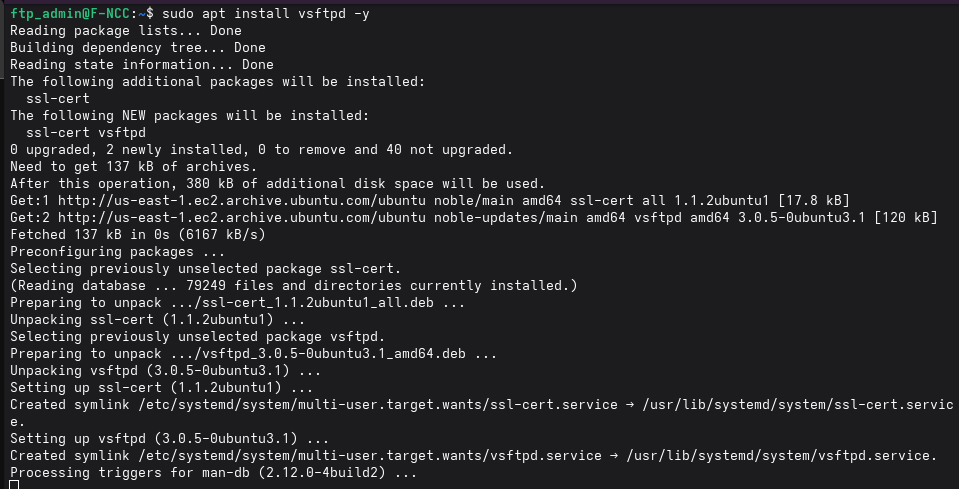 ftp_admin@F-NCC:~$ sudo apt install vsftpd -y
Reading package lists... Done
Building dependency tree... Done
Reading state information... Done
The following additional packages will be installed:
  ssl-cert
The following NEW packages will be installed:
  ssl-cert vsftpd
0 upgraded, 2 newly installed, 0 to remove and 40 not upgraded.
Need to get 137 kB of archives.
After this operation, 380 kB of additional disk space will be used.
Get:1 http://us-east-1.ec2.archive.ubuntu.com/ubuntu noble/main amd64 ssl-cert all 1.1.2ubuntu1 [17.8 kB]
Get:2 http://us-east-1.ec2.archive.ubuntu.com/ubuntu noble-updates/main amd64 vsftpd amd64 3.0.5-0ubuntu3.1 [120 kB]
Fetched 137 kB in 0s (6167 kB/s)
Preconfiguring packages ...
Selecting previously unselected package ssl-cert.
(Reading database ... 79249 files and directories currently installed.)
Preparing to unpack .../ssl-cert_1.1.2ubuntu1_all.deb ...
Unpacking ssl-cert (1.1.2ubuntu1) ...
Selecting previously unselected package vsftpd.
Preparing to unpack .../vsftpd_3.0.5-0ubuntu3.1_amd64.deb ...
Unpacking vsftpd (3.0.5-0ubuntu3.1) ...
Setting up ssl-cert (1.1.2ubuntu1) ...
Created symlink /etc/systemd/system/multi-user.target.wants/ssl-cert.service → /usr/lib/systemd/system/ssl-cert.servic
e.
Setting up vsftpd (3.0.5-0ubuntu3.1) ...
Created symlink /etc/systemd/system/multi-user.target.wants/vsftpd.service → /usr/lib/systemd/system/vsftpd.service.
Processing triggers for man-db (2.12.0-4build2) ...